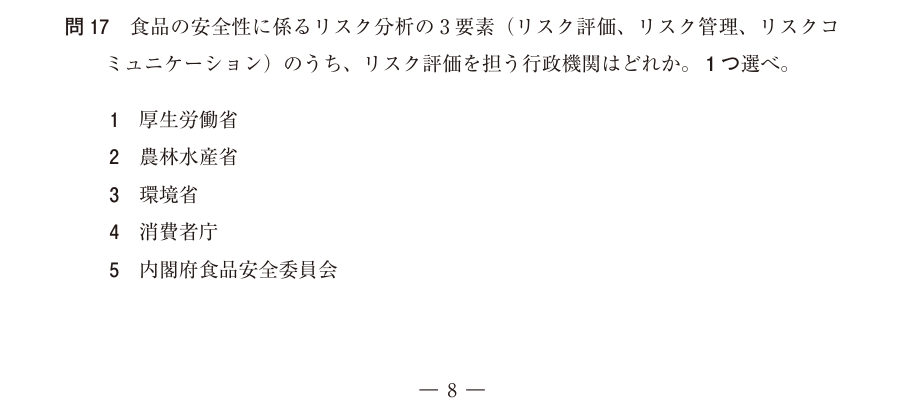 問 17 食品の安全性に係るリスク分析の3要素（リスク評価、リスク管理、リスクコ
ミュニケーション）のうち、リスク評価を担う行政機関はどれか。1つ選べ。
1 厚生労働省
2 農林水産省
3 環境省
4 消費者庁
5 内閣府食品安全委員会
— 8 —